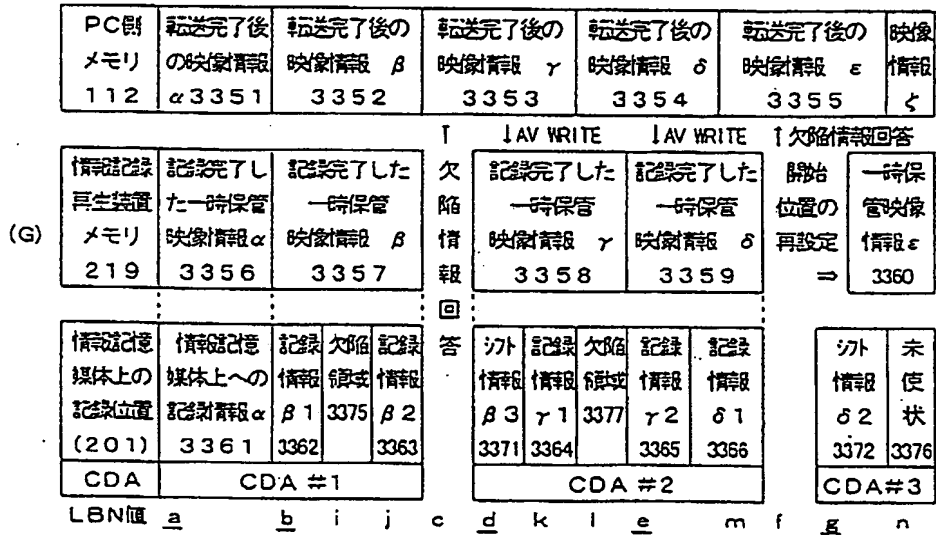 PC側 転送完了後 転送完了後の 転送完了後の 転送完了後の 転送完了後の 映像
メモリ の映像情報 映像情報 β 映像情報 γ 映像情報 δ 映像情報 ε 情報
112 α3351 3352 3353 3354 3355 ζ
↑ ↓AV WRITE ↓AV WRITE ↑欠陥情報回答
欠陥情報回答
(G)
情報記録 記録完了し 記録完了した 記録完了した 記録完了した 開始 一時保
再生装置 た一時保管 一時保管 一時保管 一時保管 位置の 管映像
メモリ 映像情報α 映像情報 β 映像情報 γ 映像情報 δ 再設定 情報ε
219 3356 3357 3358 3359 ⇒ 3360
情報記憶 情報記憶 記録 欠陥 記録 シフト 記録 欠陥 記録 記録 シフト 未
媒体上の 媒体上への 情報 領域 情報 情報 情報 領域 情報 情報 情報 使
記録位置 記録情報α β1 3375 β2 β3 γ1 3377 γ2 δ1 δ2 状
(201) 3361 3362 3363 3371 3364 3365 3366 3372 3376
CDA CDA #1 CDA #2 CDA#3
LBN値 a b i j c d k l e m f g n